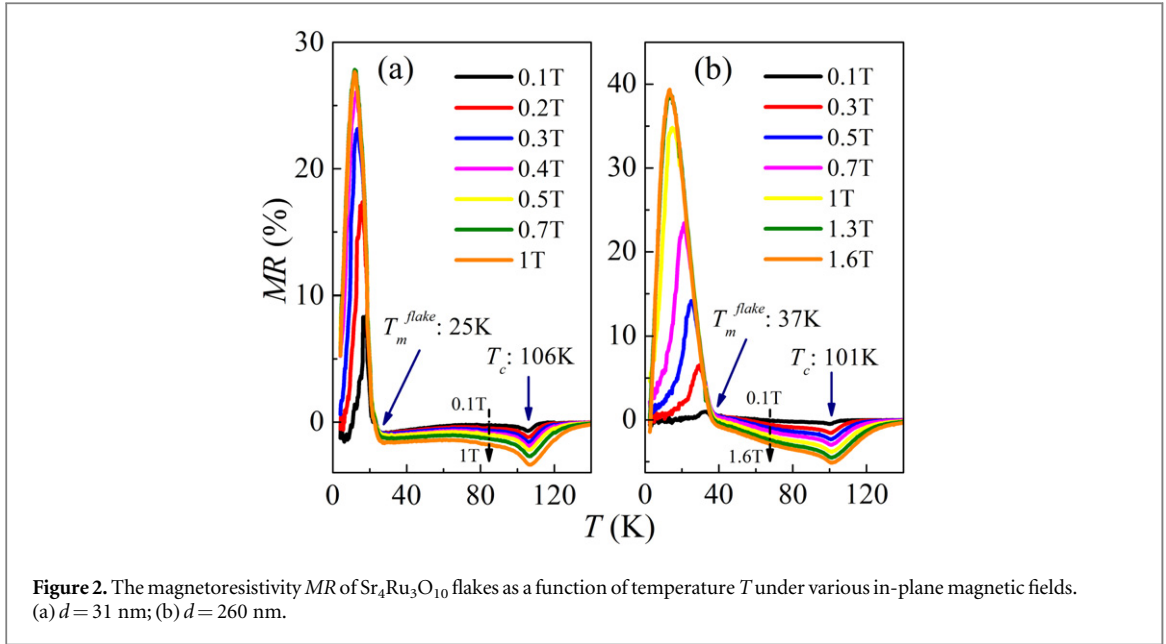 (a)
30
20
10
0
MR (%)
0.1T
0.2T
0.3T
0.4T
0.5T
0.7T
1T
T_m^flake: 25K
T_c: 106K
0.1T
1T
0 40 80 120
(b)
40
30
20
10
0
0.1T
0.3T
0.5T
0.7T
1T
1.3T
1.6T
T_m^flake: 37K
T_c: 101K
0.1T
1.6T
0 40 80 120
T (K)
Figure 2. The magnetoresistivity MR of Sr₄Ru₃O₁₀ flakes as a function of temperature T under various in-plane magnetic fields.
(a) d = 31 nm; (b) d = 260 nm.